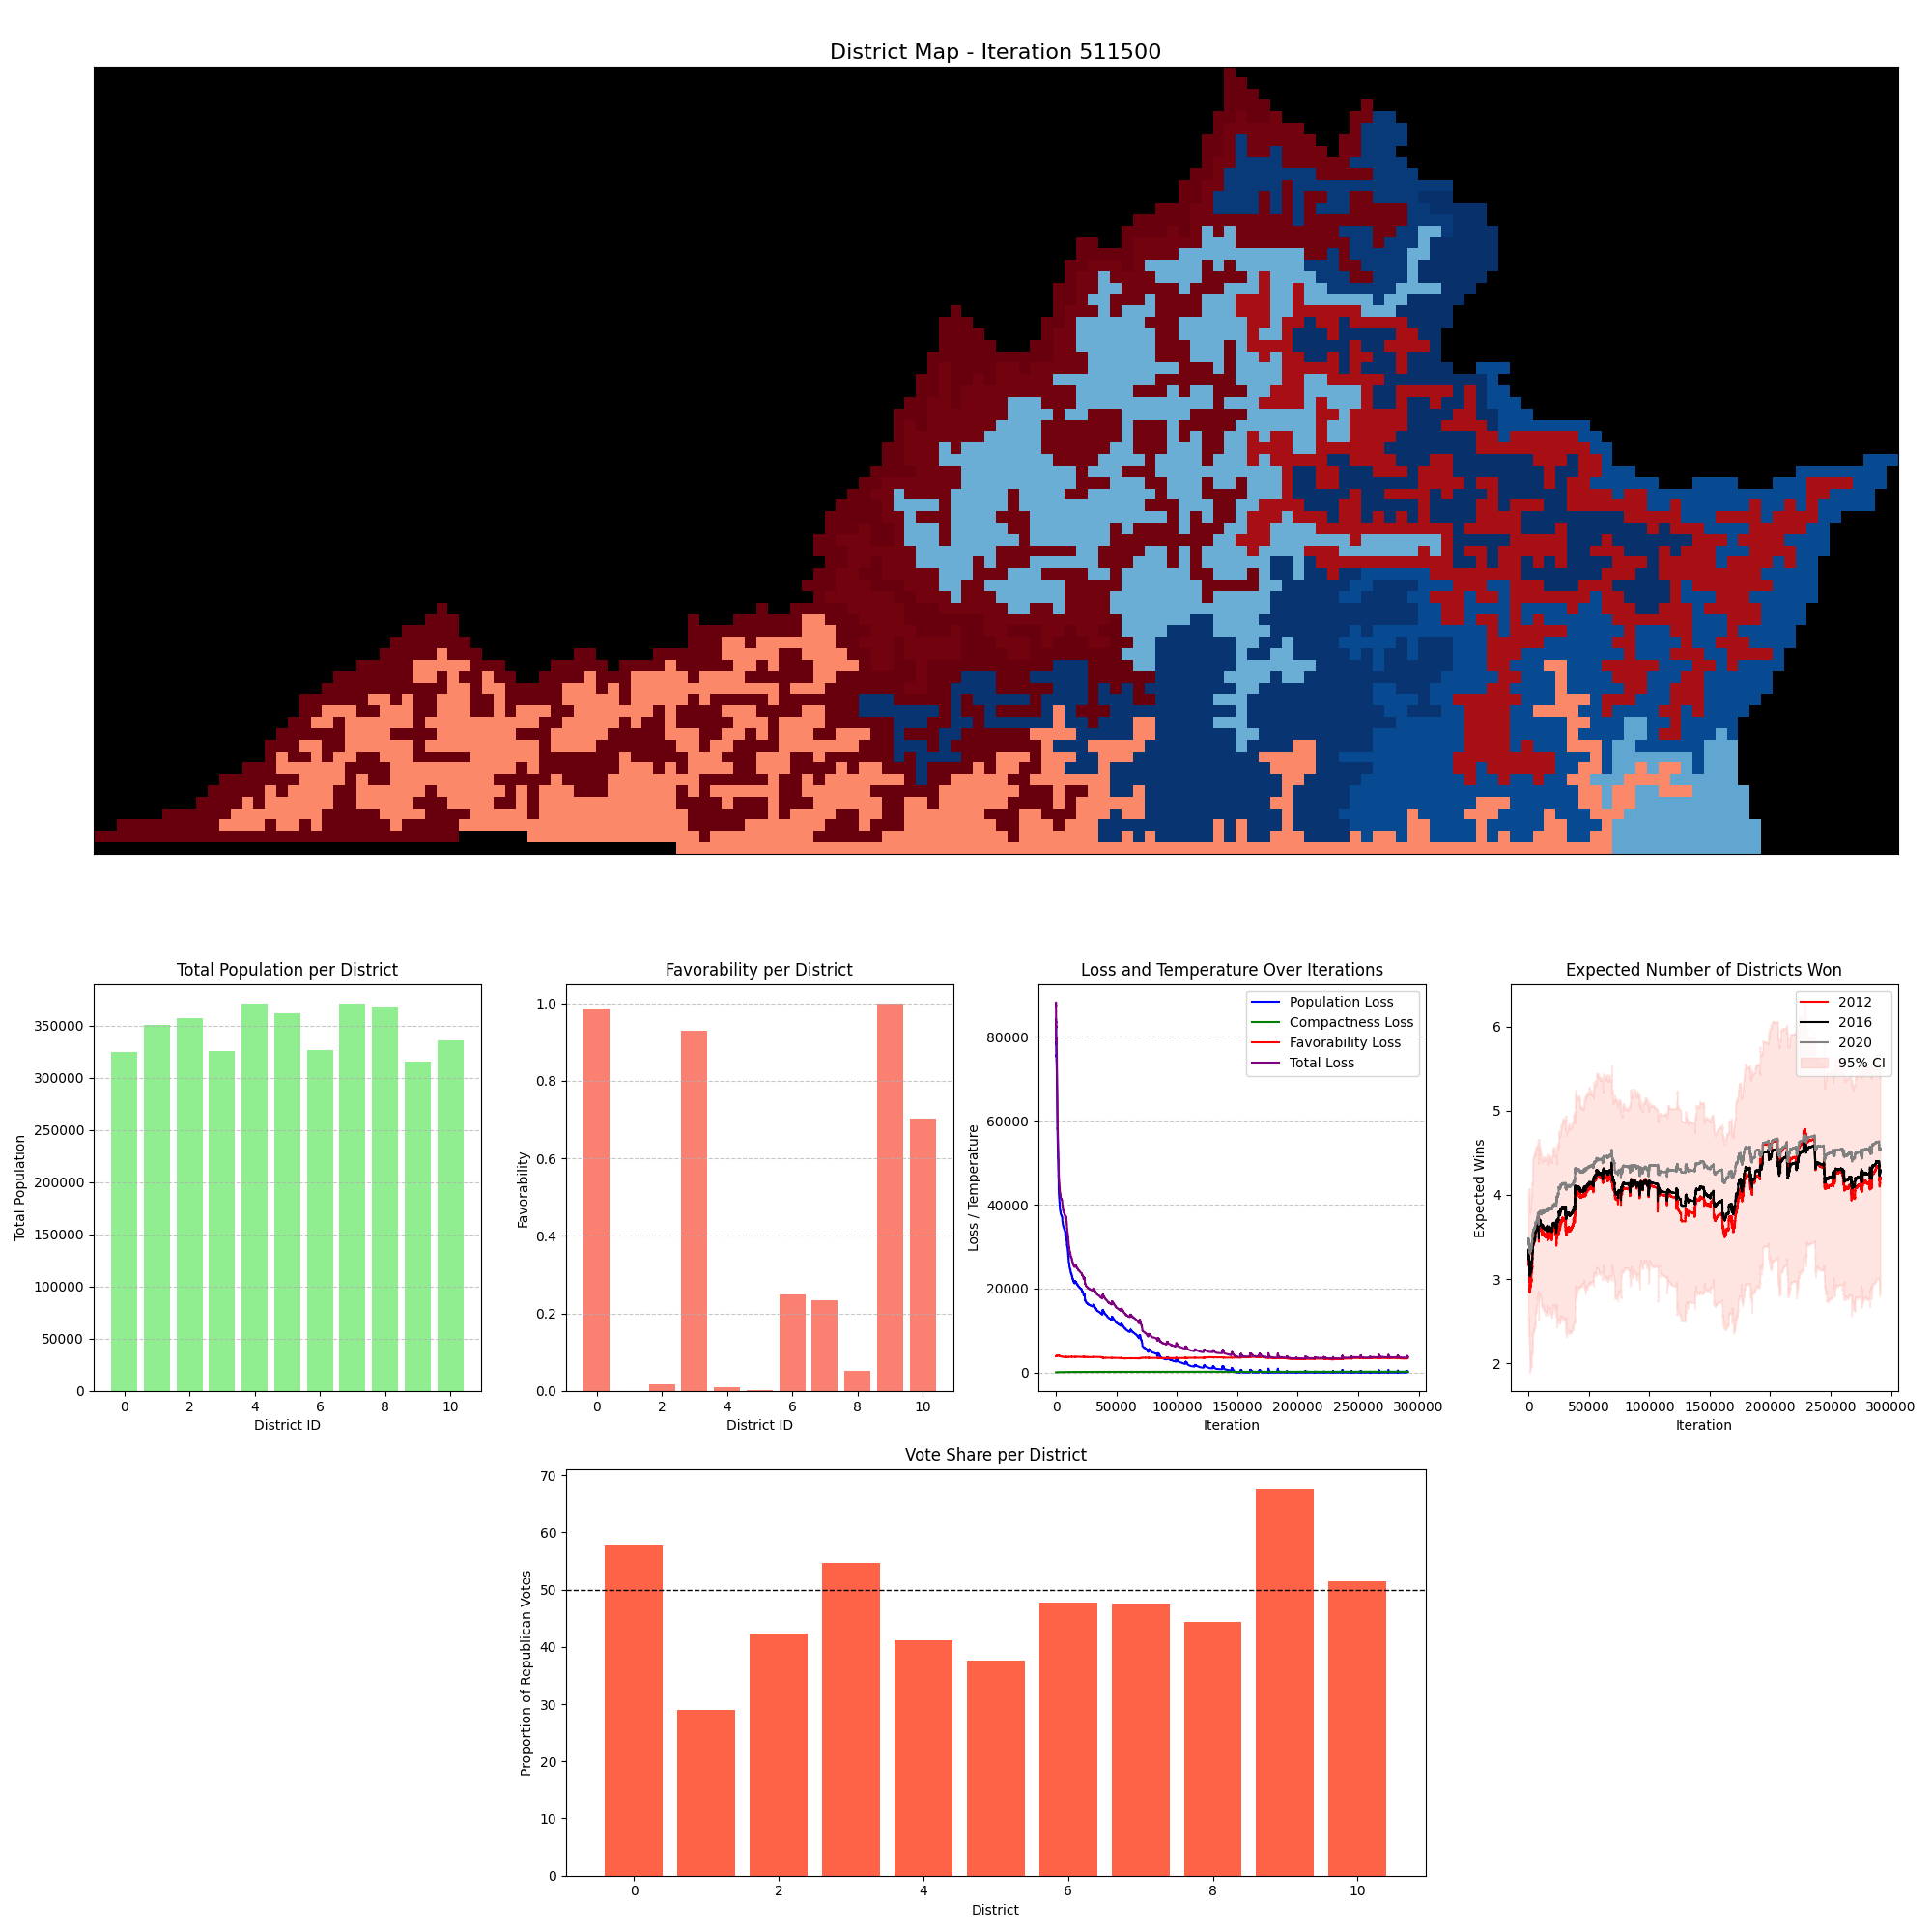 District Map - Iteration 511500
Total Population per District
Total Population
350000
300000
250000
200000
150000
100000
50000
0
0 2 4 6 8 10
District ID
Favorability per District
Favorability
1.0
0.8
0.6
0.4
0.2
0.0
0 2 4 6 8 10
District ID
Loss and Temperature Over Iterations
Loss / Temperature
80000
60000
40000
20000
0
Population Loss
Compactness Loss
Favorability Loss
Total Loss
0 50000 100000 150000 200000 250000 300000
Iteration
Expected Number of Districts Won
Expected Wins
6
5
4
3
2
2012
2016
2020
95% CI
0 50000 100000 150000 200000 250000 300000
Iteration
Vote Share per District
Proportion of Republican Votes
70
60
50
40
30
20
10
0
0 2 4 6 8 10
District